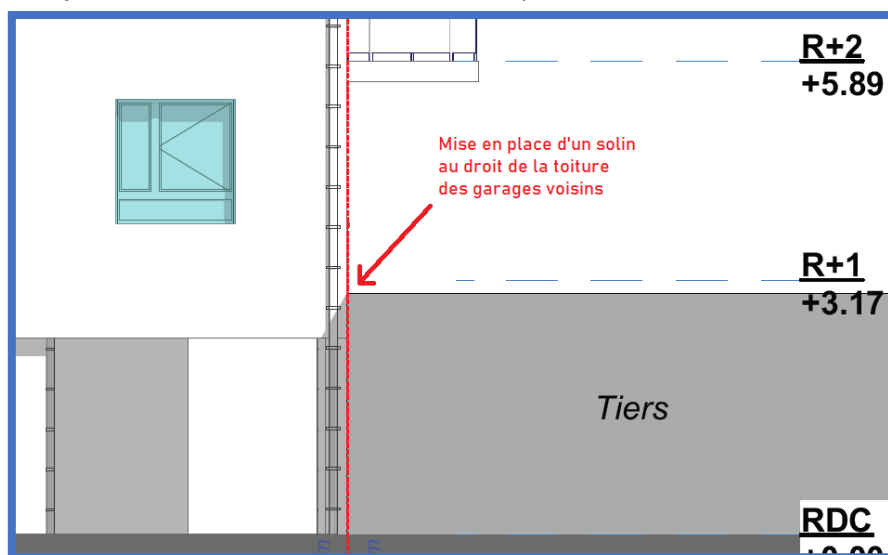 R+2
+5.89
Mise en place d'un solin
au droit de la toiture
des garages voisins
R+1
+3.17
Tiers
RDC
m
m